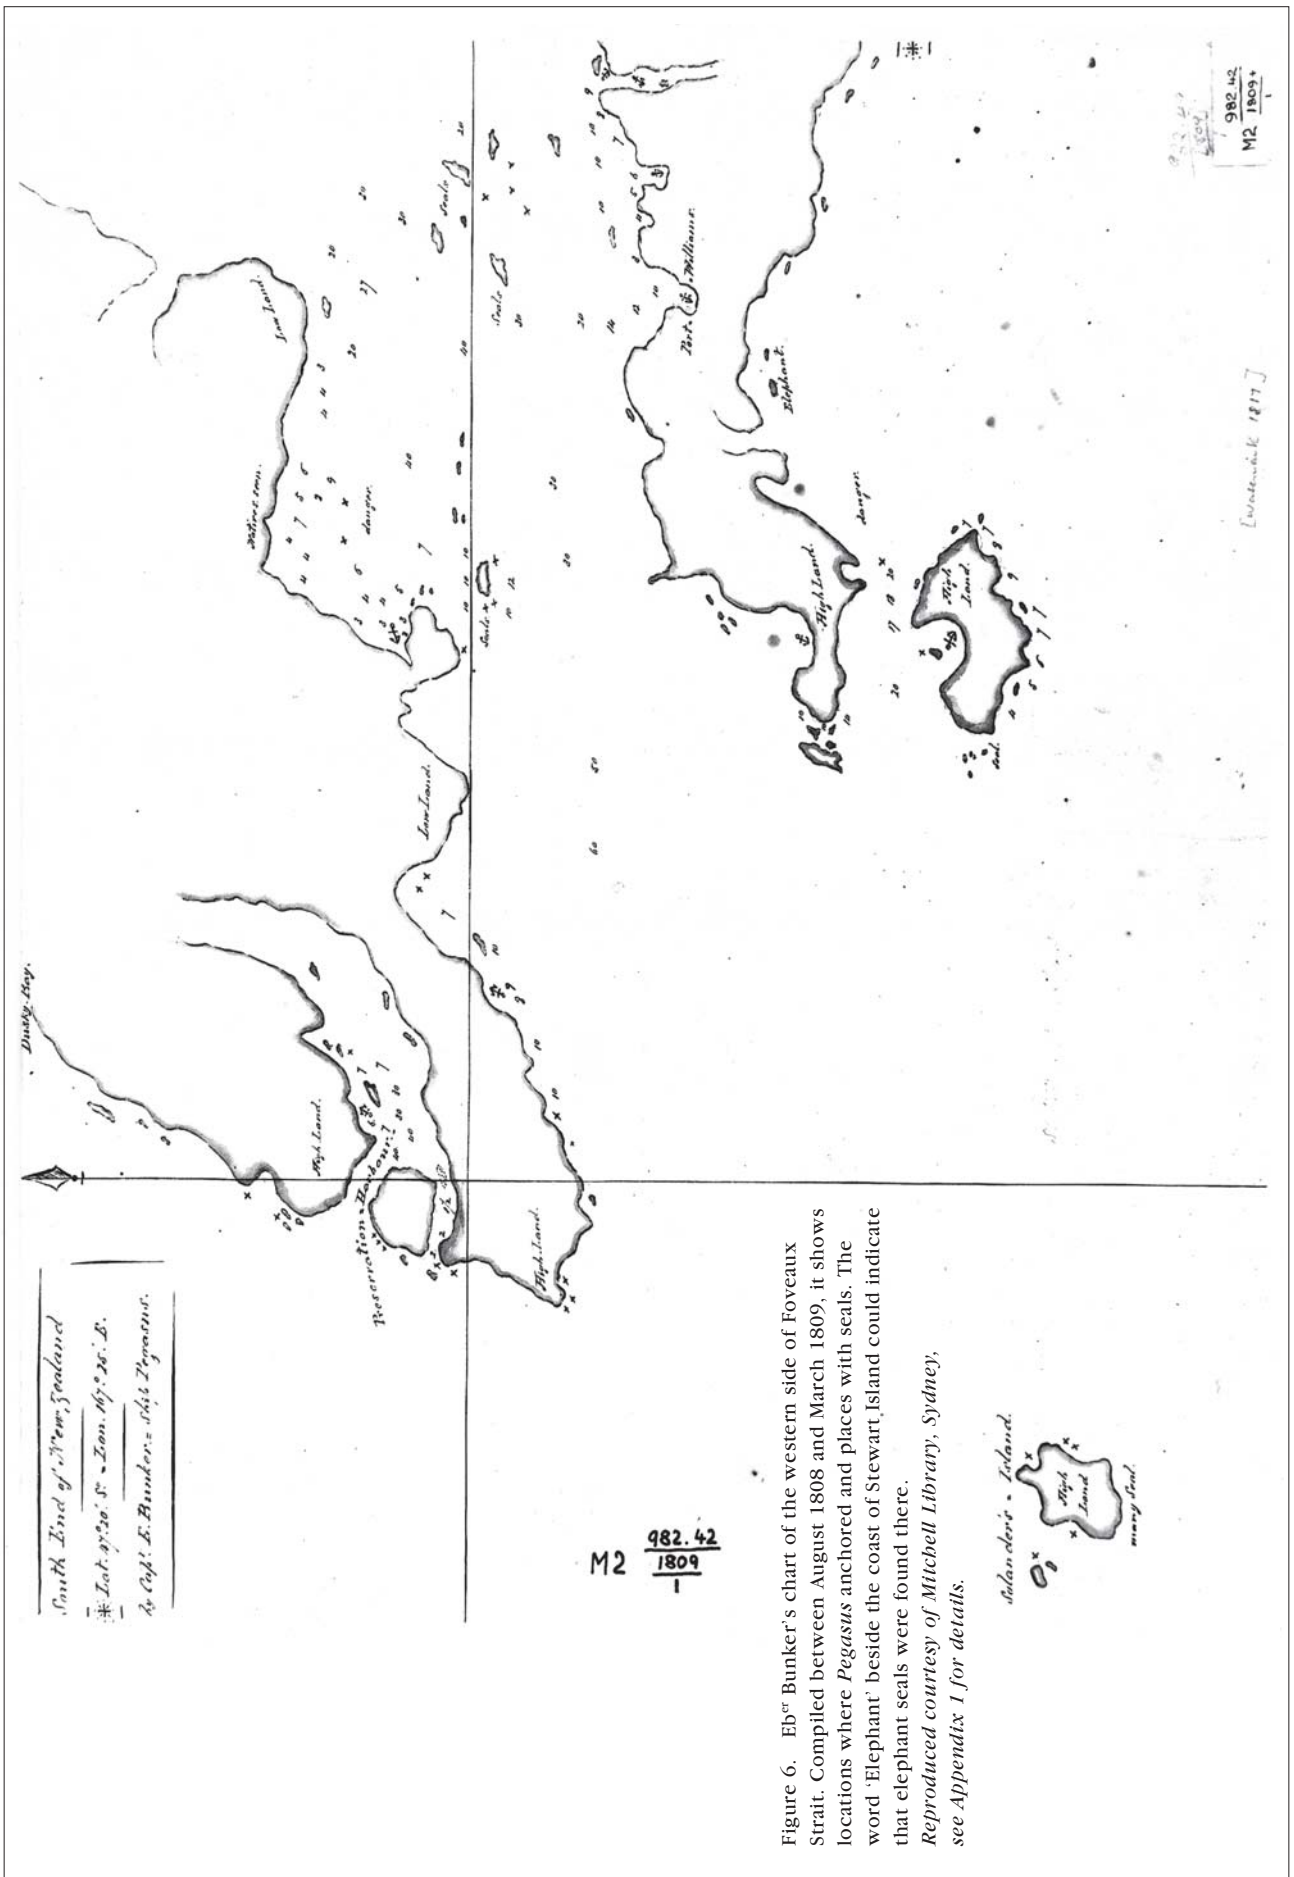 South End of New, Zealand
Lat. 47° 20' St. = Lon. 167° 25' E.
by Capt. E. Bunker = Ship Pegasus.
Dusky-Bay.
High Land.
Preservation = Harbour.
High Land.
Low Land.
Natives seen.
Low Land.
danger.
Seals
Seals
Seals
Port. Williams.
High Land.
danger.
Elephant.
High
Land.
Seal.
Solanders = Island.
High
Land
many Seal.
M2 982.42
1809
1
982.42
M2 1809+
1
Figure 6. Ebᵉʳ Bunker's chart of the western side of Foveaux
Strait. Compiled between August 1808 and March 1809, it shows
locations where Pegasus anchored and places with seals. The
word 'Elephant' beside the coast of Stewart Island could indicate
that elephant seals were found there.
Reproduced courtesy of Mitchell Library, Sydney,
see Appendix 1 for details.